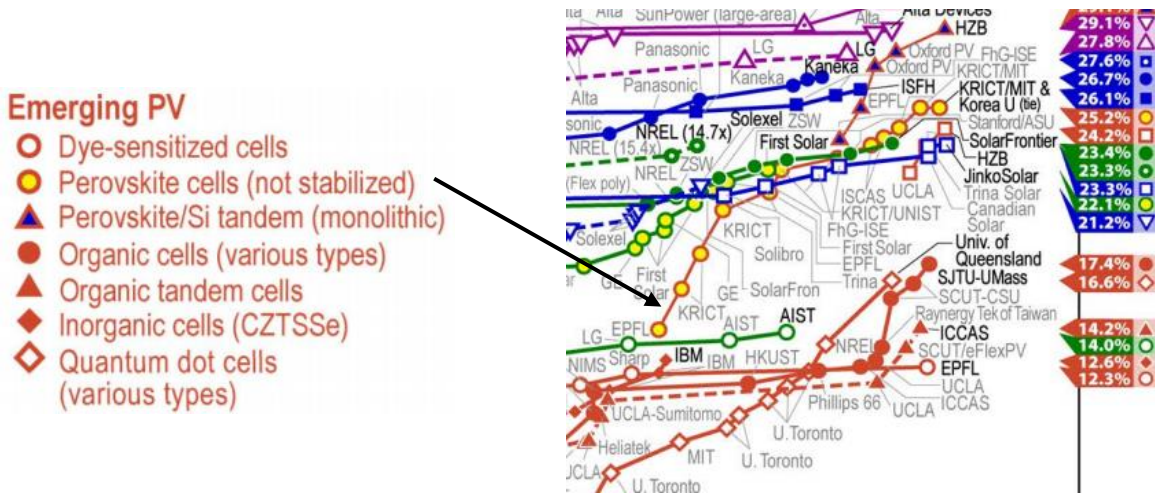 Emerging PV
Dye-sensitized cells
Perovskite cells (not stabilized)
Perovskite/Si tandem (monolithic)
Organic cells (various types)
Organic tandem cells
Inorganic cells (CZTSSe)
Quantum dot cells
(various types)
SunPower (large-area)
Alta
Alta Devices
HZB
Panasonic
LG
LG
Oxford PV
FhG-ISE
Kaneka
Kaneka
Oxford PV
KRICT/MIT
Panasonic
ISFH
KRICT/MIT &
Korea U (tie)
Alta
Solexel
ZSW
EPFL
Stanford/ASU
NREL (14.7x)
First Solar
SolarFrontier
NREL (15.4x)
ZSW
HZB
NREL
JinkoSolar
(Flex poly)
ISCAS
UCLA
Trina Solar
KRICT/UNIST
Canadian
Solar
Solexel
KRICT
FhG-ISE
Solibro
First Solar
Univ. of
Queensland
GE
First
Solar
EPFL
SJTU-UMass
GE
SolarFron
Trina
SCUT-CSU
KRICT
Raynergy Tek of Taiwan
EPFL
AIST
AIST
ICCAS
LG
NREL
SCUT/eFlexPV
NIMS
Sharp
IBM
IBM
HKUST
EPFL
UCLA
UCLA-Sumitomo
Phillips 66
UCLA
ICCAS
Heliatek
U.Toronto
UCLA
MIT
U. Toronto
U. Toronto
29.1%
27.8%
27.6%
26.7%
26.1%
25.2%
24.2%
23.4%
23.3%
23.3%
22.1%
21.2%
17.4%
16.6%
14.2%
14.0%
12.6%
12.3%